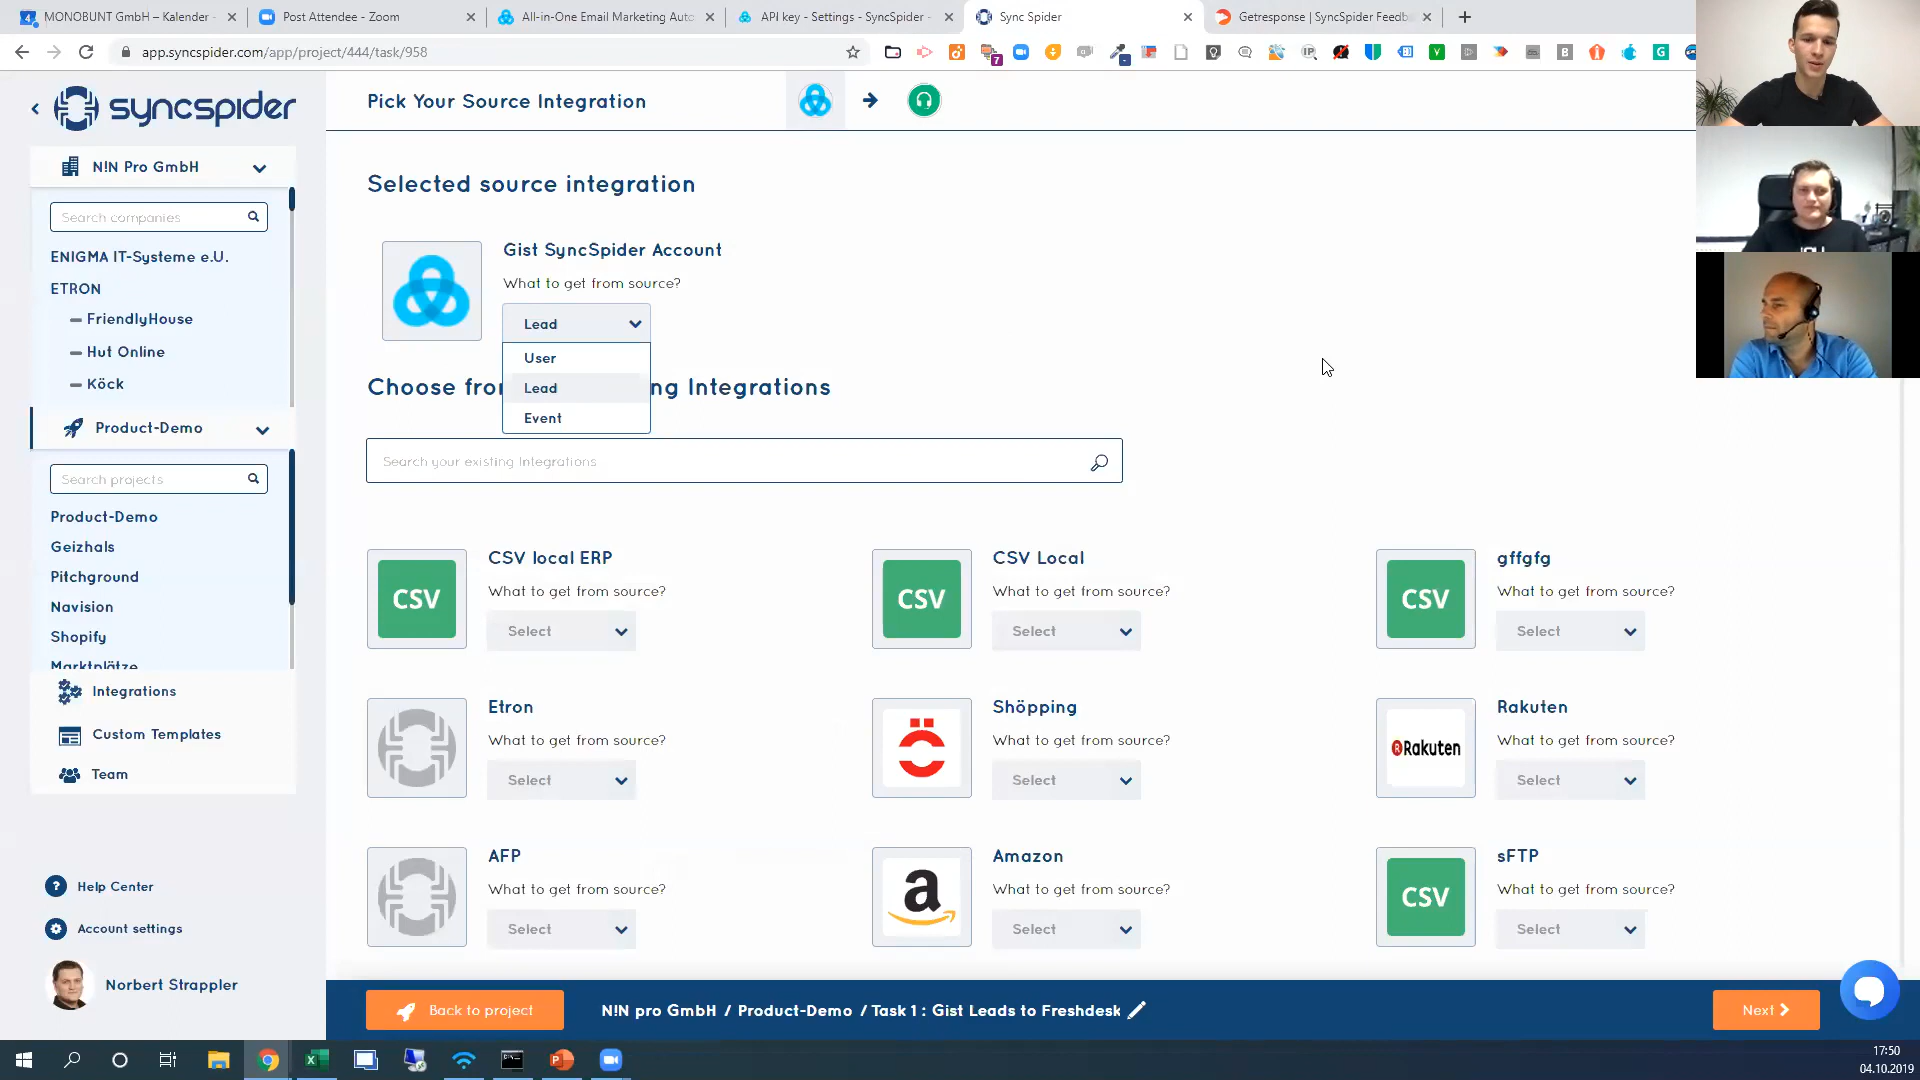 MONOBUNT GmbH – Kalender -
Post Attendee - Zoom
All-in-One Email Marketing Auto
API key - Settings - SyncSpider -
Sync Spider
Getresponse | SyncSpider Feedb
app.syncspider.com/app/project/444/task/958
syncspider
Pick Your Source Integration
N!N Pro GmbH
Search companies
ENIGMA IT-Systeme e.U.
ETRON
FriendlyHouse
Hut Online
Köck
Product-Demo
Search projects
Product-Demo
Geizhals
Pitchground
Navision
Shopify
Marktplätze
Integrations
Custom Templates
Team
Help Center
Account settings
Norbert Strappler
Selected source integration
Gist SyncSpider Account
What to get from source?
Lead
User
Lead
Event
Choose fro
ng Integrations
Search your existing Integrations
CSV
CSV local ERP
What to get from source?
Select
CSV
CSV Local
What to get from source?
Select
CSV
gffgfg
What to get from source?
Select
Etron
What to get from source?
Select
Shöpping
What to get from source?
Select
Rakuten
Rakuten
What to get from source?
Select
AFP
What to get from source?
Select
Amazon
What to get from source?
Select
CSV
sFTP
What to get from source?
Select
Back to project
N!N pro GmbH / Product-Demo / Task 1 : Gist Leads to Freshdesk
Next
17:50
04.10.2019